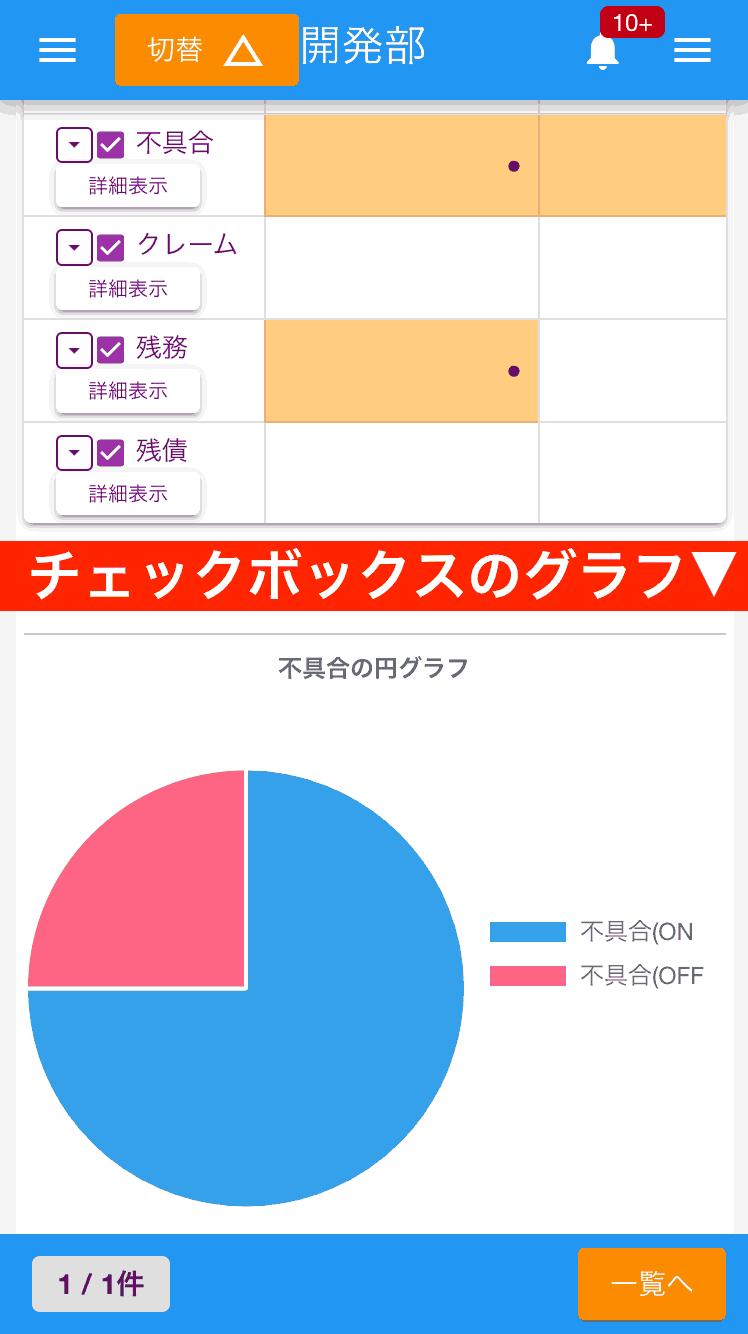 切替 △ 開発部 10+
不具合
詳細表示
クレーム
詳細表示
残務
詳細表示
残債
詳細表示
チェックボックスのグラフ▼
不具合の円グラフ
不具合(ON
不具合(OFF
1 / 1件
一覧へ